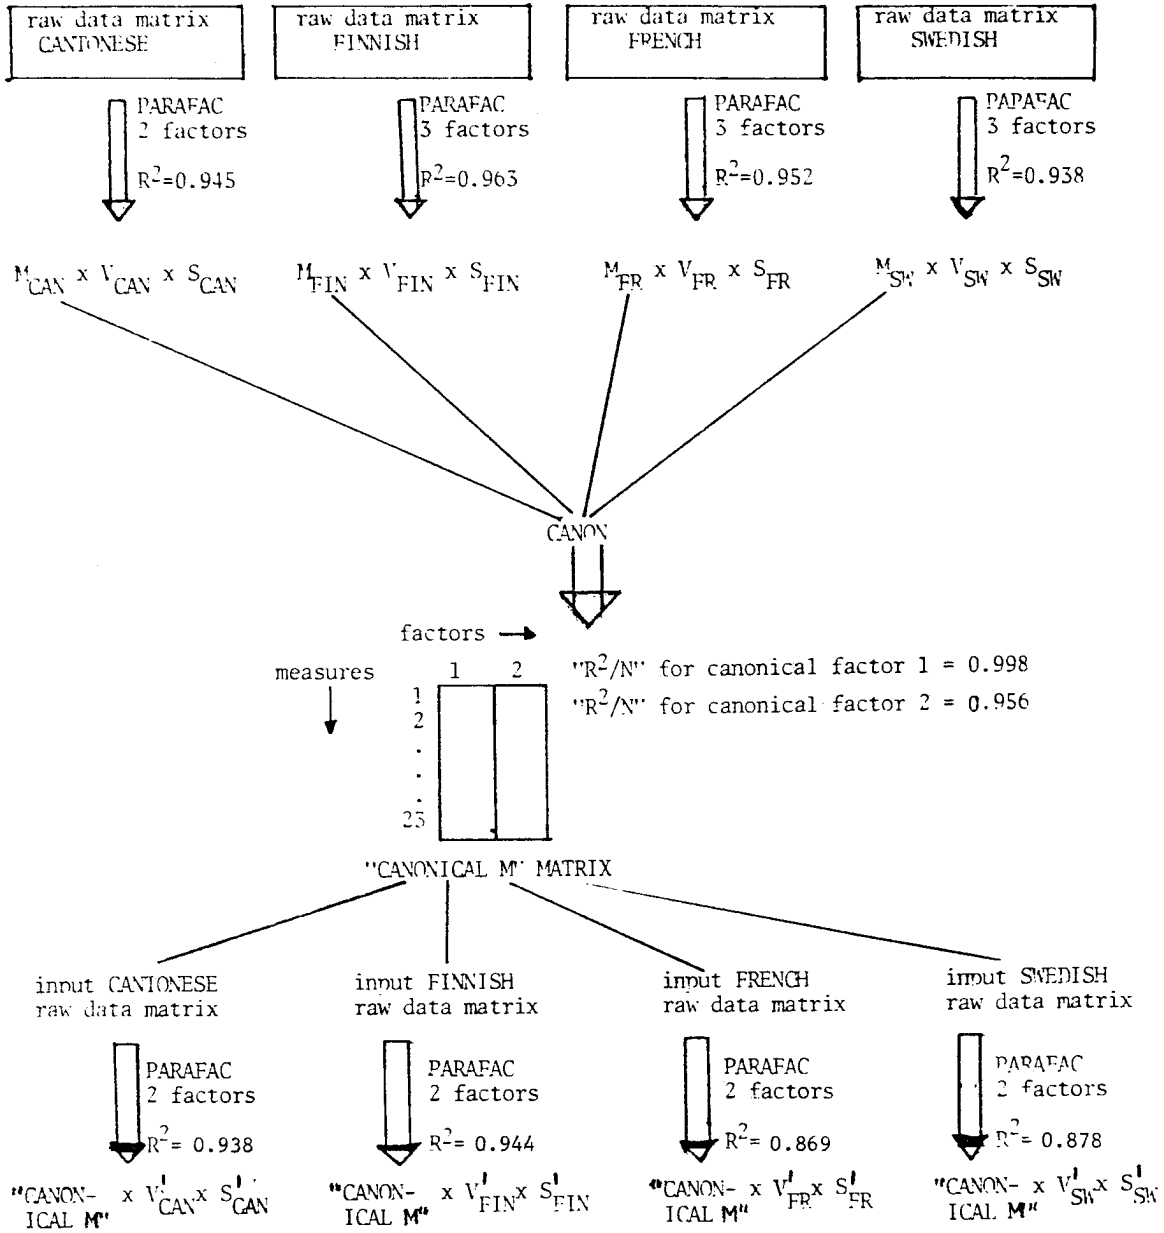 raw data matrix
CANTONESE
raw data matrix
FINNISH
raw data matrix
FRENCH
raw data matrix
SWEDISH
PARAFAC
2 factors
R²=0.945
PARAFAC
3 factors
R²=0.963
PARAFAC
3 factors
R²=0.952
PARAFAC
3 factors
R²=0.938
M_CAN x V_CAN x S_CAN
M_FIN x V_FIN x S_FIN
M_FR x V_FR x S_FR
M_SW x V_SW x S_SW
CANON
factors →
measures
1 2
1
2
.
.
.
23
"R²/N" for canonical factor 1 = 0.998
"R²/N" for canonical factor 2 = 0.956
"CANONICAL M" MATRIX
input CANTONESE
raw data matrix
input FINNISH
raw data matrix
input FRENCH
raw data matrix
input SWEDISH
raw data matrix
PARAFAC
2 factors
R²= 0.938
PARAFAC
2 factors
R²= 0.944
PARAFAC
2 factors
R²= 0.869
PARAFAC
2 factors
R²= 0.878
"CANON- x V'_CAN x S'_CAN
ICAL M"
"CANON- x V'_FIN x S'_FIN
ICAL M"
"CANON- x V'_FR x S'_FR
ICAL M"
"CANON- x V'_SW x S'_SW
ICAL M"